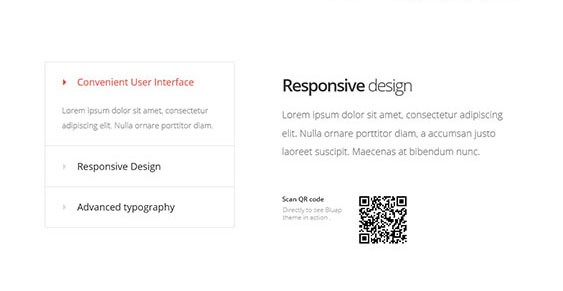 Convenient User Interface
Lorem ipsum dolor sit amet, consectetur
adipiscing elit. Nulla ornare porttitor diam.
Responsive Design
Advanced typography
Responsive design
Lorem ipsum dolor sit amet, consectetur adipiscing
elit. Nulla ornare porttitor diam, a accumsan justo
laoreet suscipit. Maecenas at bibendum nunc.
Scan QR code
Directly to see Bluep
theme in action...